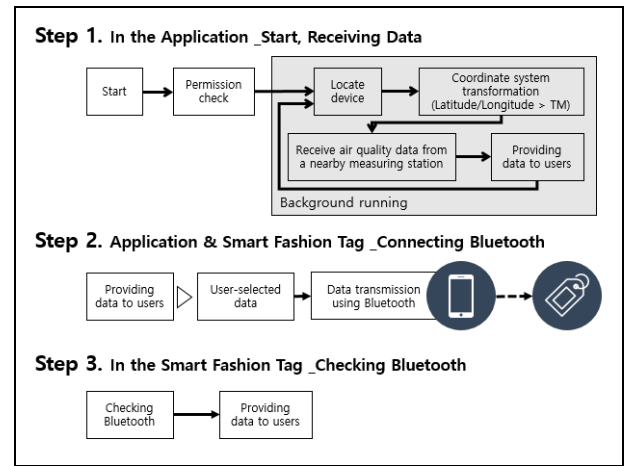 Step 1. In the Application _Start, Receiving Data
Start
Permission
check
Locate
device
Coordinate system
transformation
(Latitude/Longitude > TM)
Receive air quality data from
a nearby measuring station
Providing
data to users
Background running
Step 2. Application & Smart Fashion Tag _Connecting Bluetooth
Providing
data to users
User-selected
data
Data transmission
using Bluetooth
Step 3. In the Smart Fashion Tag _Checking Bluetooth
Checking
Bluetooth
Providing
data to users